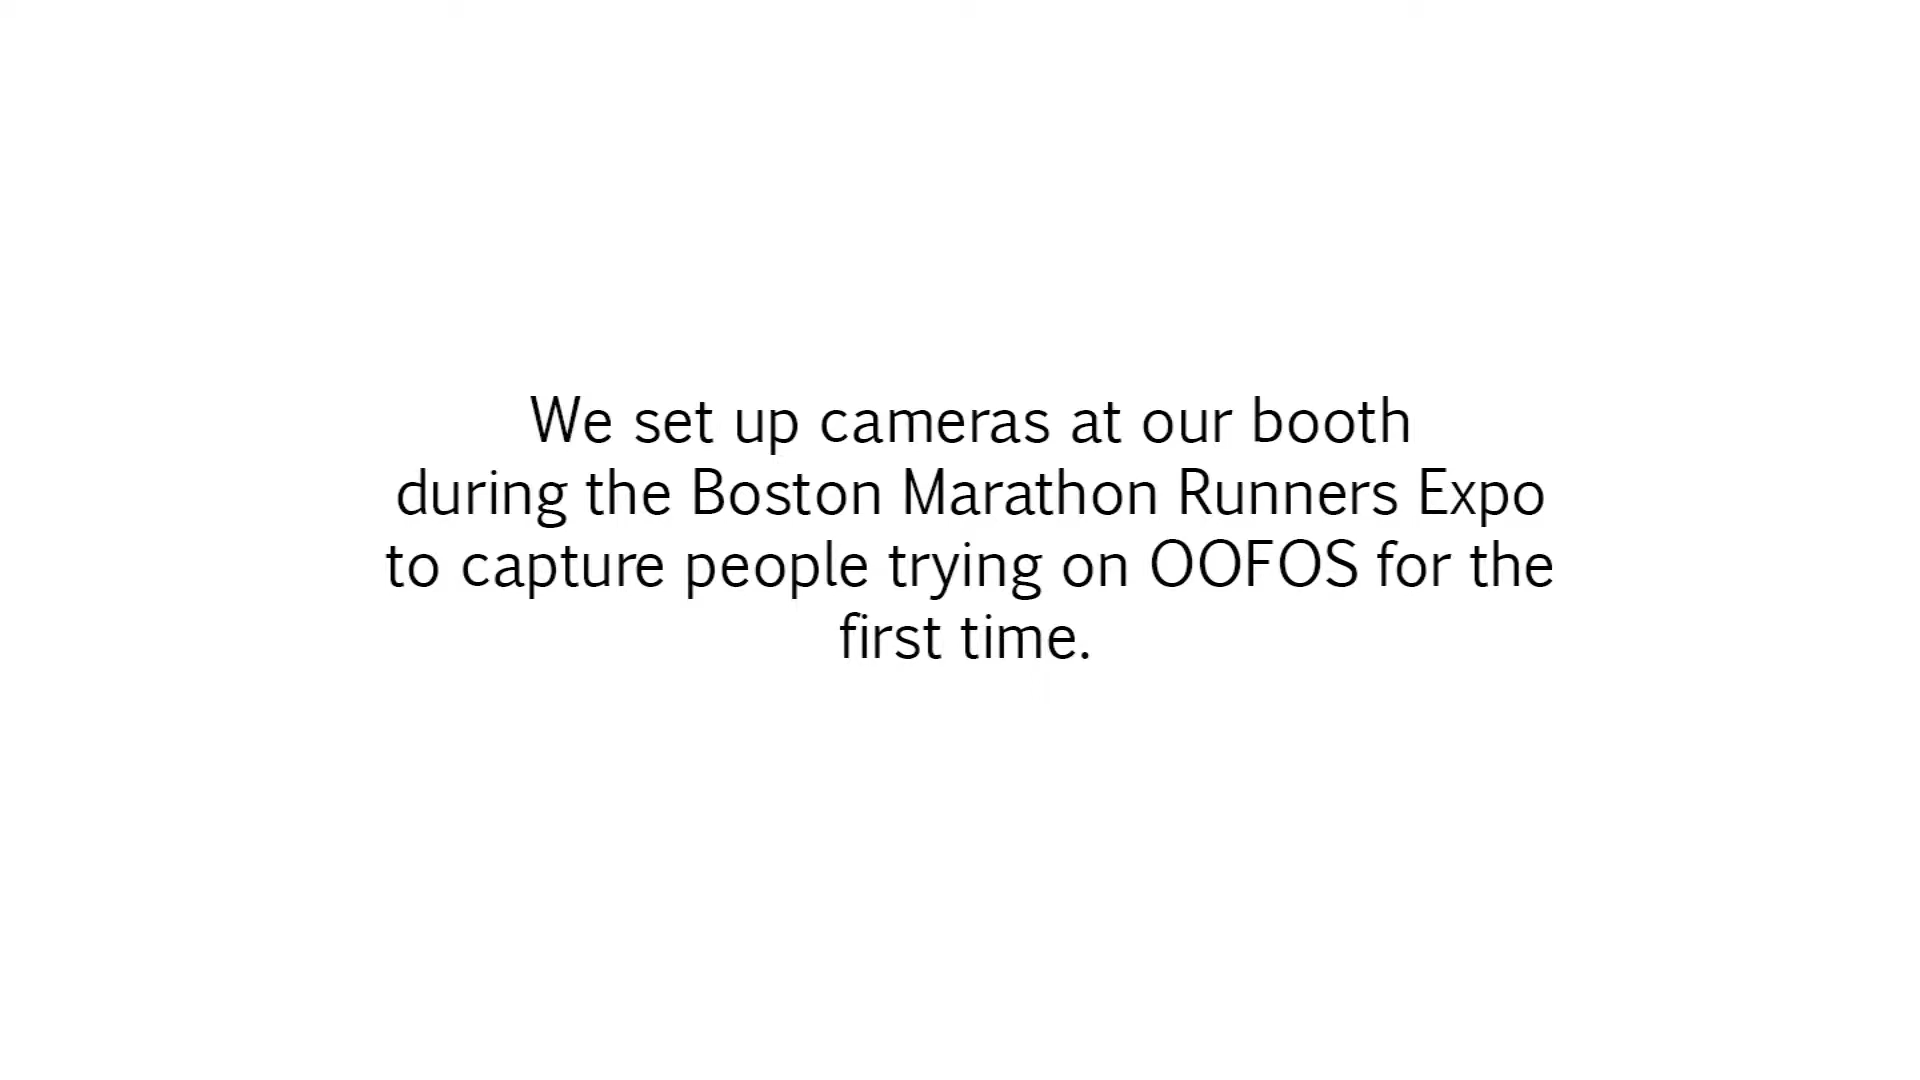 We set up cameras at our booth
during the Boston Marathon Runners Expo
to capture people trying on OOFOS for the
first time.